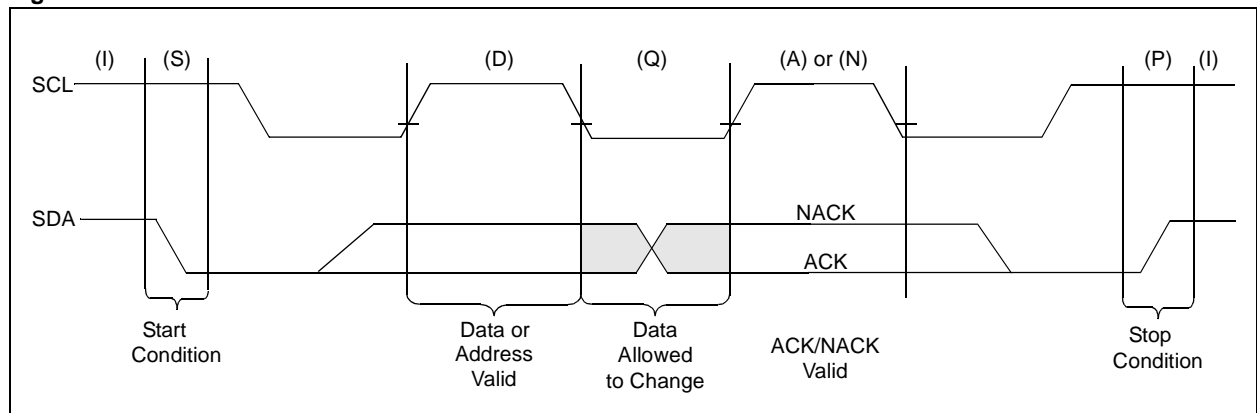 (I) (S) (D) (Q) (A) or (N) (P) (I)
SCL
SDA
NACK
ACK
Start
Condition
Data or
Address
Valid
Data
Allowed
to Change
ACK/NACK
Valid
Stop
Condition